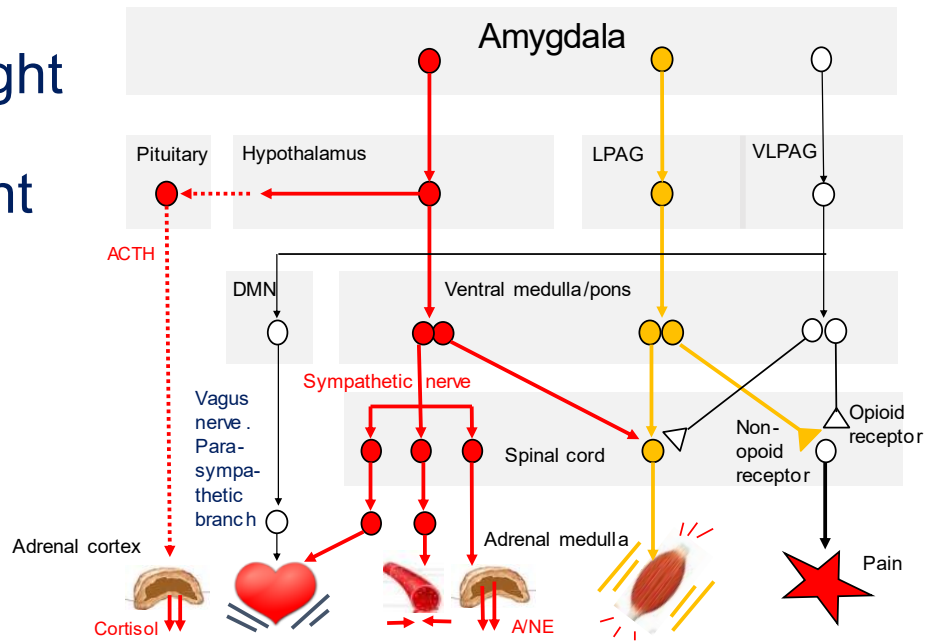 ght
nt
Amygdala
Pituitary
Hypothalamus
LPAG
VLPAG
ACTH
DMN
Ventral medulla/pons
Sympathetic nerve
Vagus
nerve.
Para-
sympa-
thetic
branch
Spinal cord
Non-
opoid
receptor
Opioid
receptor
Adrenal cortex
Adrenal medulla
Pain
Cortisol
A/NE